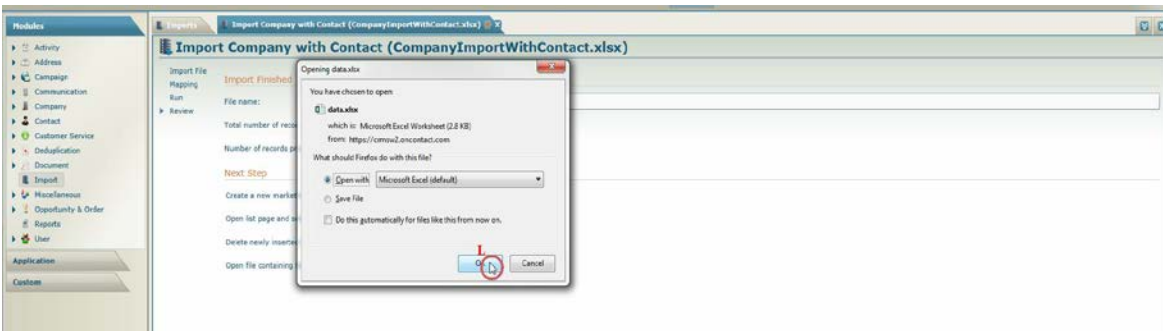 Modules
Activity
Address
Campaign
Communication
Company
Contact
Customer Service
Deduplication
Document
Import
Miscellaneous
Opportunity & Order
Reports
User
Application
Custom
Imports
Import Company with Contact (CompanyImportWithContact.xlsx)
Import Company with Contact (CompanyImportWithContact.xlsx)
Import File
Mapping
Run
Review
Import Finished
File name:
Total number of reco
Number of records p
Next Step
Create a new market
Open list page and
Delete newly inserte
Open file containing
Opening data.xlsx
You have chosen to open
data.xlsx
which is: Microsoft Excel Worksheet (2.8 KB)
from: https://crmsw2.oncontact.com
What should Firefox do with this file?
Open with Microsoft Excel (default)
Save File
Do this automatically for files like this from now on.
L
Cancel